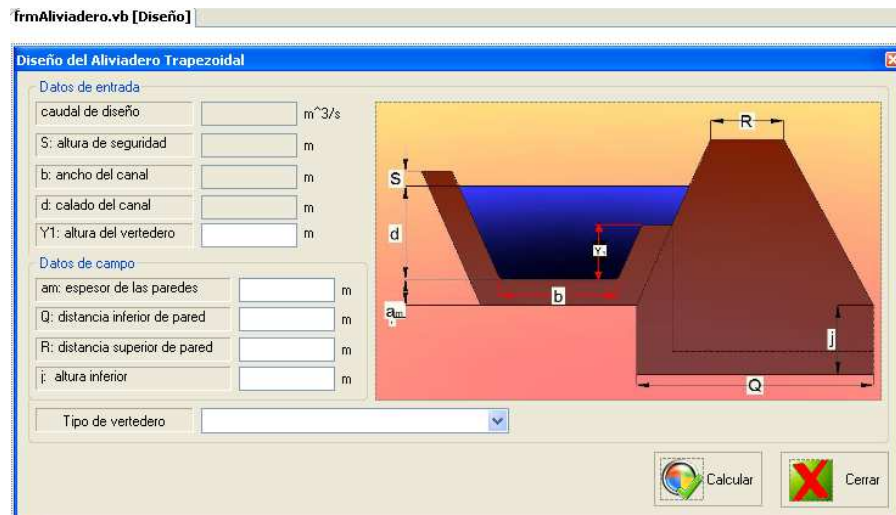 frmAliviadero.vb [Diseño]
Diseño del Aliviadero Trapezoidal
Datos de entrada
caudal de diseño m^3/s
S: altura de seguridad m
b: ancho del canal m
d: calado del canal m
Y1: altura del vertedero m
Datos de campo
am: espesor de las paredes m
Q: distancia inferior de pared m
R: distancia superior de pared m
j: altura inferior m
Tipo de vertedero
R
S
d
Y₁
b
am
j
Q
Calcular
Cerrar